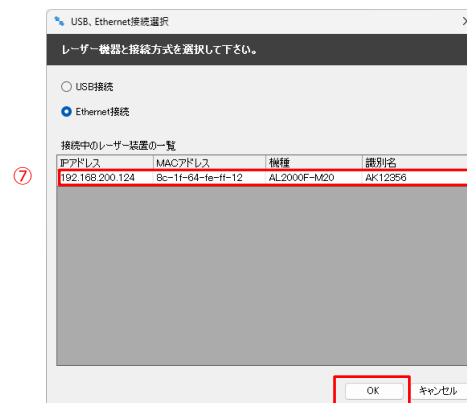 USB、Ethernet接続選択
レーザー機器と接続方式を選択して下さい。
USB接続
Ethernet接続
接続中のレーザー装置の一覧
IPアドレス MACアドレス 機種 識別名
⑦ 192.168.200.124 8c-1f-64-fe-ff-12 AL2000F-M20 AK12356
OK キャンセル